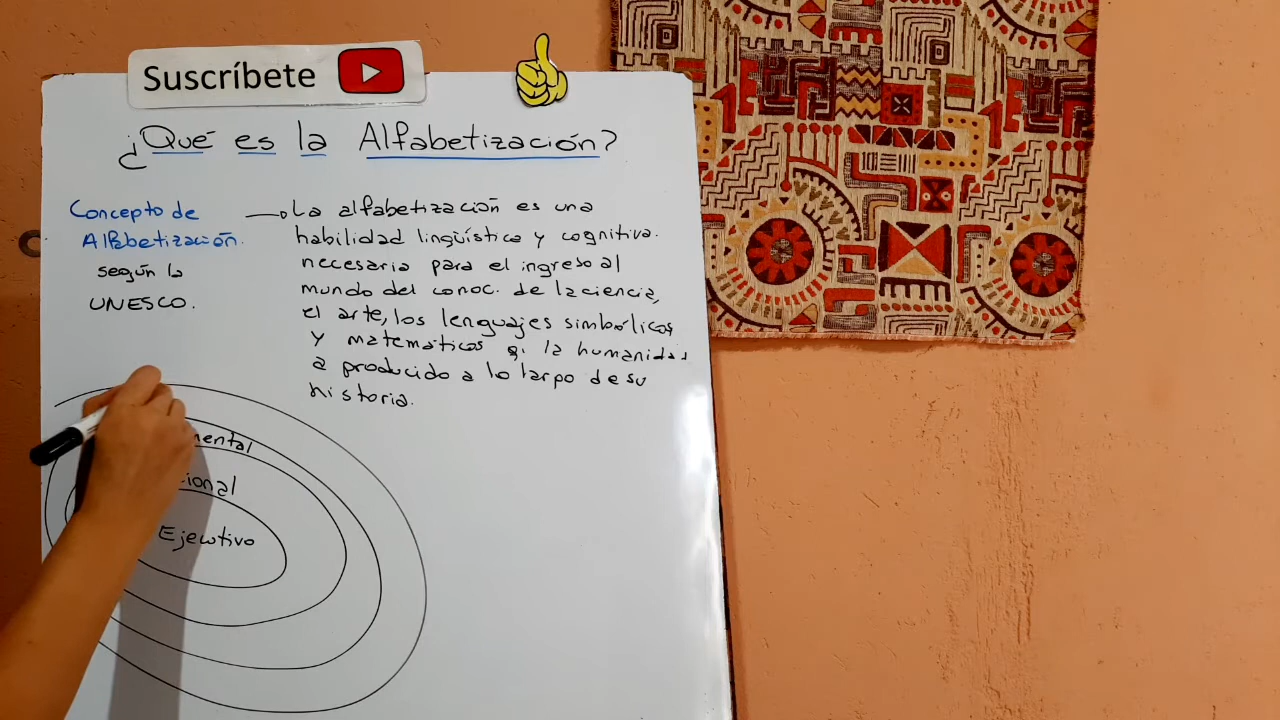 Suscríbete
¿Qué es la Alfabetización?
Concepto de
Alfabetización.
según la
UNESCO.
La alfabetización es una
habilidad lingüística y cognitiva.
necesaria para el ingreso al
mundo del conoc. de la ciencia,
el arte, los lenguajes simbólicos
y matemáticos q. la humanidad
a producido a lo largo de su
historia.
mental
ional
Ejecutivo